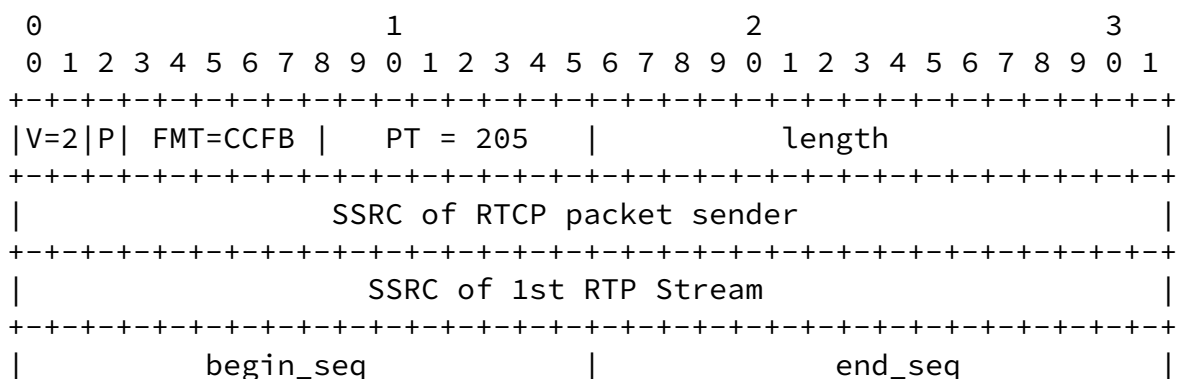 0                   1                   2                   3
 0 1 2 3 4 5 6 7 8 9 0 1 2 3 4 5 6 7 8 9 0 1 2 3 4 5 6 7 8 9 0 1
+-+-+-+-+-+-+-+-+-+-+-+-+-+-+-+-+-+-+-+-+-+-+-+-+-+-+-+-+-+-+-+-+
|V=2|P| FMT=CCFB |   PT = 205    |          length               |
+-+-+-+-+-+-+-+-+-+-+-+-+-+-+-+-+-+-+-+-+-+-+-+-+-+-+-+-+-+-+-+-+
|                 SSRC of RTCP packet sender                    |
+-+-+-+-+-+-+-+-+-+-+-+-+-+-+-+-+-+-+-+-+-+-+-+-+-+-+-+-+-+-+-+-+
|                   SSRC of 1st RTP Stream                      |
+-+-+-+-+-+-+-+-+-+-+-+-+-+-+-+-+-+-+-+-+-+-+-+-+-+-+-+-+-+-+-+-+
|          begin_seq            |             end_seq           |